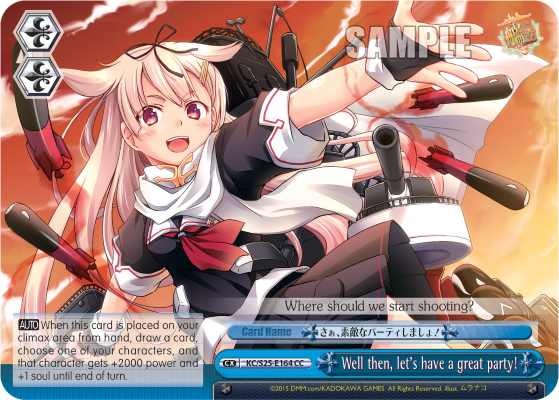 SAMPLE
Where should we start shooting?
AUTO When this card is placed on your
climax area from hand, draw a card,
choose one of your characters, and
that character gets +2000 power and
+1 soul until end of turn.
Card Name さぁ、素敵なパーティしましょ!
CX KC/S25-E164 CC Well then, let's have a great party!
©2015 DMM.com/KADOKAWA GAMES All Rights Reserved. illust. ムラナコ